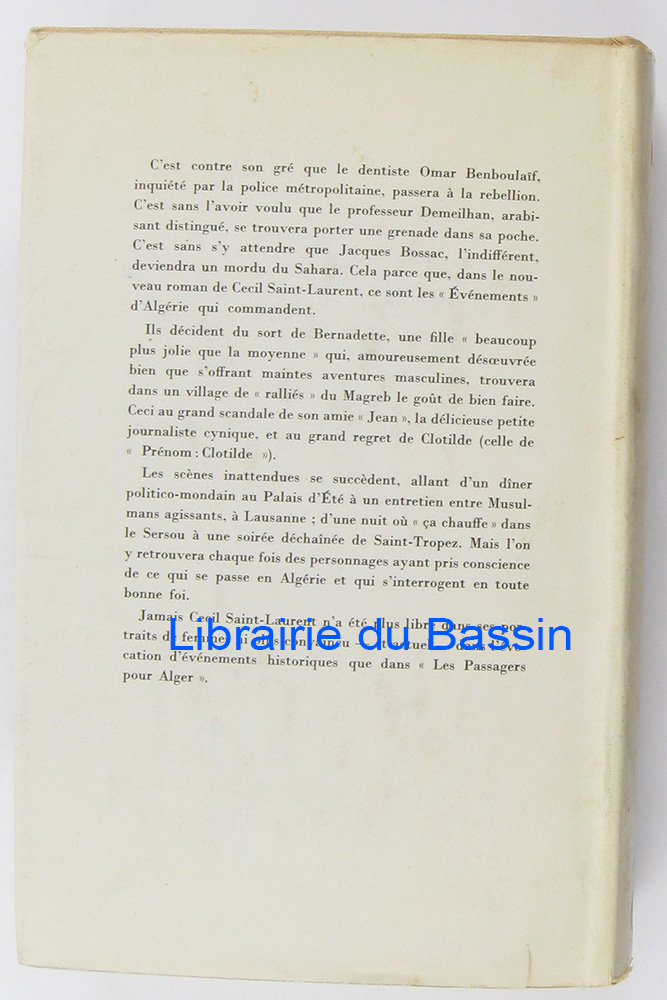 C'est contre son gré que le dentiste Omar Benboulaïf,
inquiété par la police métropolitaine, passera à la rebellion.
C'est sans l'avoir voulu que le professeur Demeilhan, arabi-
sant distingué, se trouvera porter une grenade dans sa poche.
C'est sans s'y attendre que Jacques Bossac, l'indifférent,
deviendra un mordu du Sahara. Cela parce que, dans le nou-
veau roman de Cecil Saint-Laurent, ce sont les « Événements »
d'Algérie qui commandent.
Ils décident du sort de Bernadette, une fille « beaucoup
plus jolie que la moyenne » qui, amoureusement désœuvrée
bien que s'offrant maintes aventures masculines, trouvera
dans un village de « ralliés » du Magreb le goût de bien faire.
Ceci au grand scandale de son amie « Jean », la délicieuse petite
journaliste cynique, et au grand regret de Clotilde (celle de
« Prénom : Clotilde »).
Les scènes inattendues se succèdent, allant d'un dîner
politico-mondain au Palais d'Été à un entretien entre Musul-
mans agissants, à Lausanne ; d'une nuit où « ça chauffe » dans
le Sersou à une soirée déchaînée de Saint-Tropez. Mais l'on
y retrouvera chaque fois des personnages ayant pris conscience
de ce qui se passe en Algérie et qui s'interrogent en toute
bonne foi.
Jamais Cecil Saint-Laurent n'a été plus libre dans ses por-
traits de femme, ni plus convaincu — dans l'évo-
Librairie du Bassin
cation d'événements historiques que dans « Les Passagers
pour Alger ».